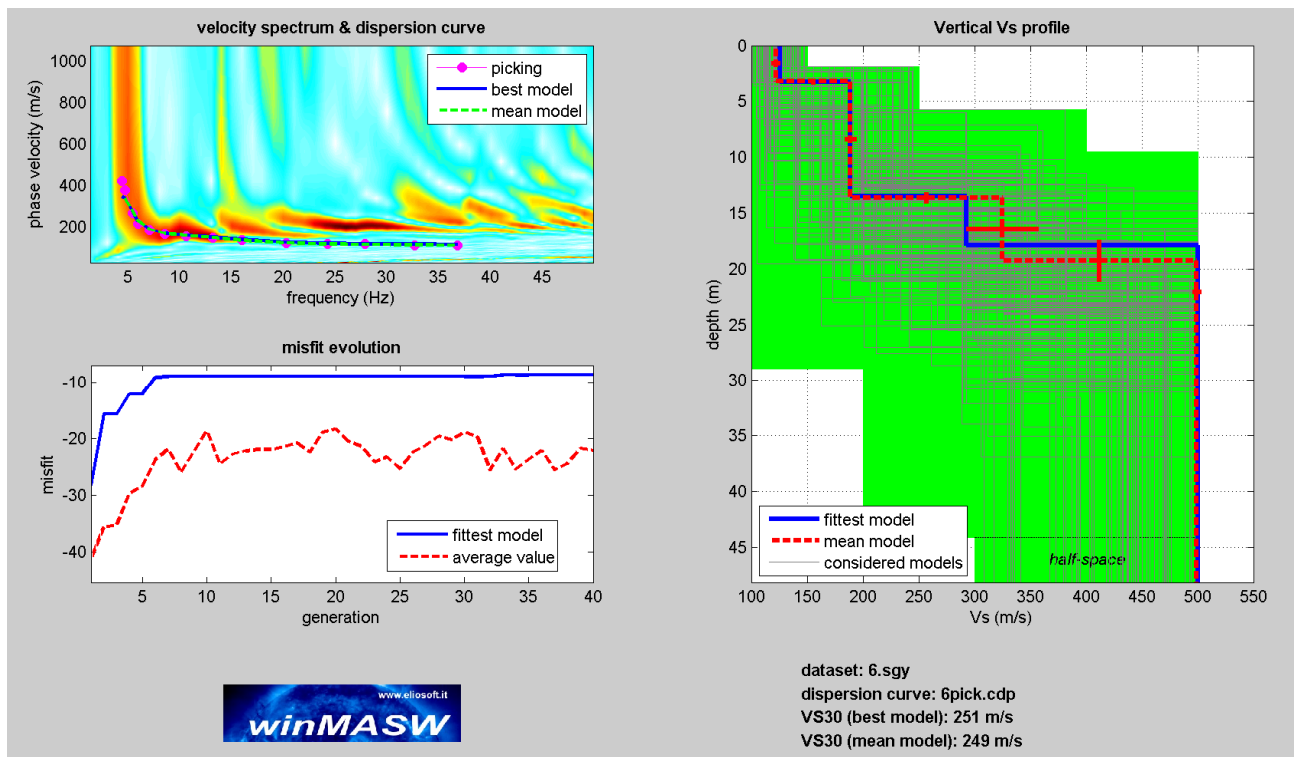 velocity spectrum & dispersion curve
1000
800
600
400
200
phase velocity (m/s)
picking
best model
mean model
5 10 15 20 25 30 35 40 45
frequency (Hz)
misfit evolution
-10
-20
-30
-40
misfit
fittest model
average value
5 10 15 20 25 30 35 40
generation
www.eliosoft.it
winMASW
Vertical Vs profile
0
5
10
15
20
25
30
35
40
45
depth (m)
fittest model
mean model
considered models
half-space
100 150 200 250 300 350 400 450 500 550
Vs (m/s)
dataset: 6.sgy
dispersion curve: 6pick.cdp
VS30 (best model): 251 m/s
VS30 (mean model): 249 m/s